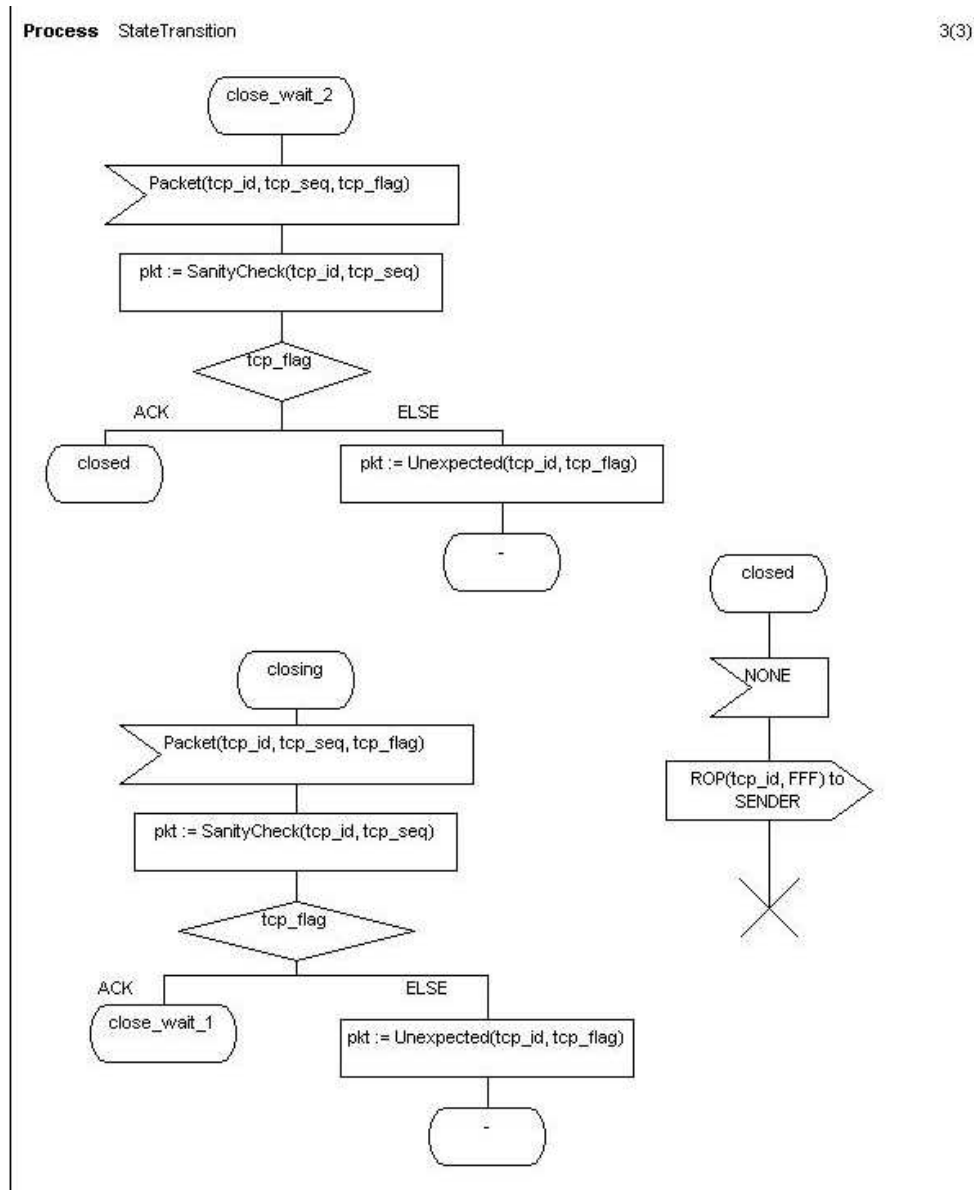 Process StateTransition 3(3)
close_wait_2
Packet(tcp_id, tcp_seq, tcp_flag)
pkt := SanityCheck(tcp_id, tcp_seq)
tcp_flag
ACK ELSE
closed
pkt := Unexpected(tcp_id, tcp_flag)
-
closed
NONE
ROP(tcp_id, FFF) to
SENDER
closing
Packet(tcp_id, tcp_seq, tcp_flag)
pkt := SanityCheck(tcp_id, tcp_seq)
tcp_flag
ACK ELSE
close_wait_1
pkt := Unexpected(tcp_id, tcp_flag)
-